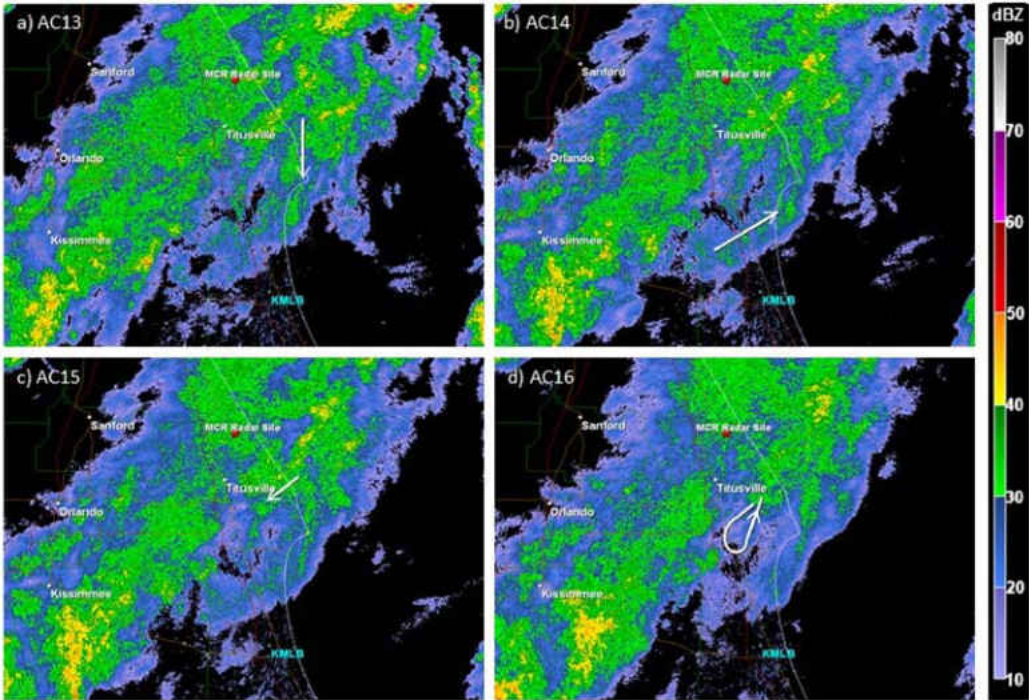 a) AC13
Sanford
MCR Radar Site
Titusville
Orlando
Kissimmee
KMLB
b) AC14
Sanford
MCR Radar Site
Titusville
Orlando
Kissimmee
KMLB
c) AC15
Sanford
MCR Radar Site
Titusville
Orlando
Kissimmee
KMLB
d) AC16
Sanford
MCR Radar Site
Titusville
Orlando
Kissimmee
KMLB
dBZ
80
70
60
50
40
30
20
10